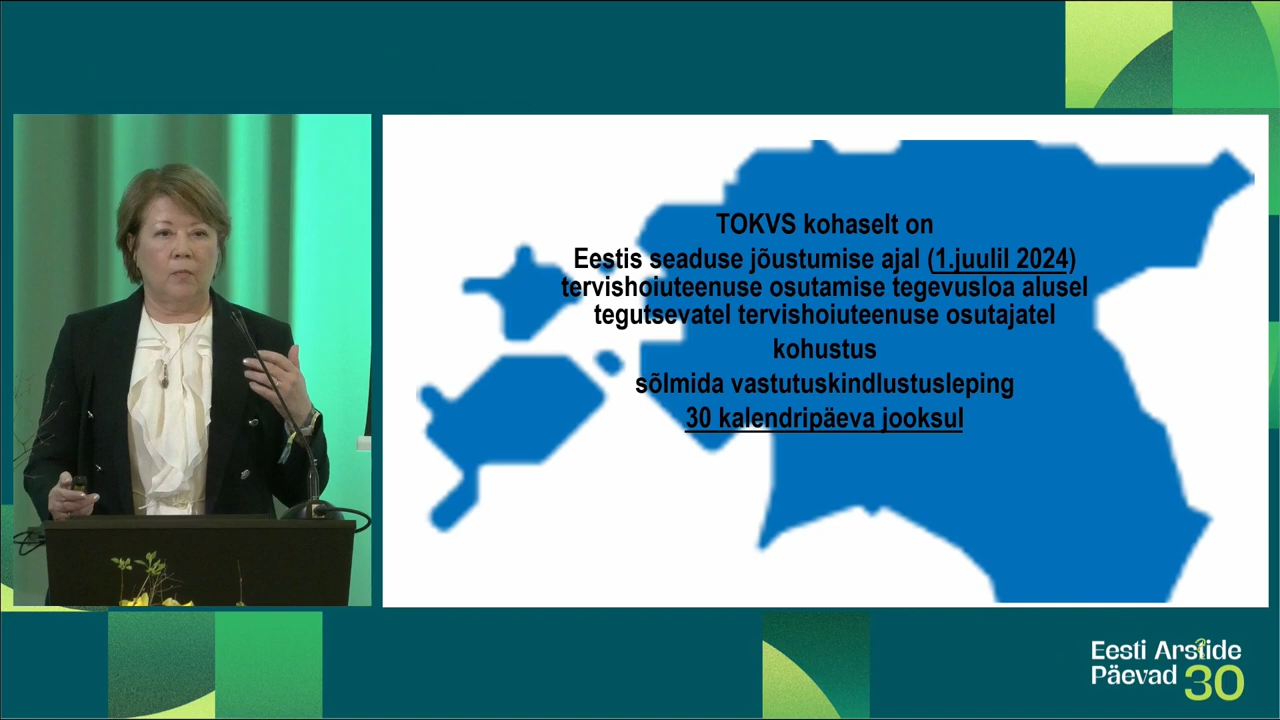 TOKVS kohaselt on
Eestis seaduse jõustumise ajal (1.juulil 2024)
tervishoiuteenuse osutamise tegevusloa alusel
tegutsevatel tervishoiuteenuse osutajatel
kohustus
sõlmida vastutuskindlustusleping
30 kalendripäeva jooksul
Eesti Arstide
Päevad 30